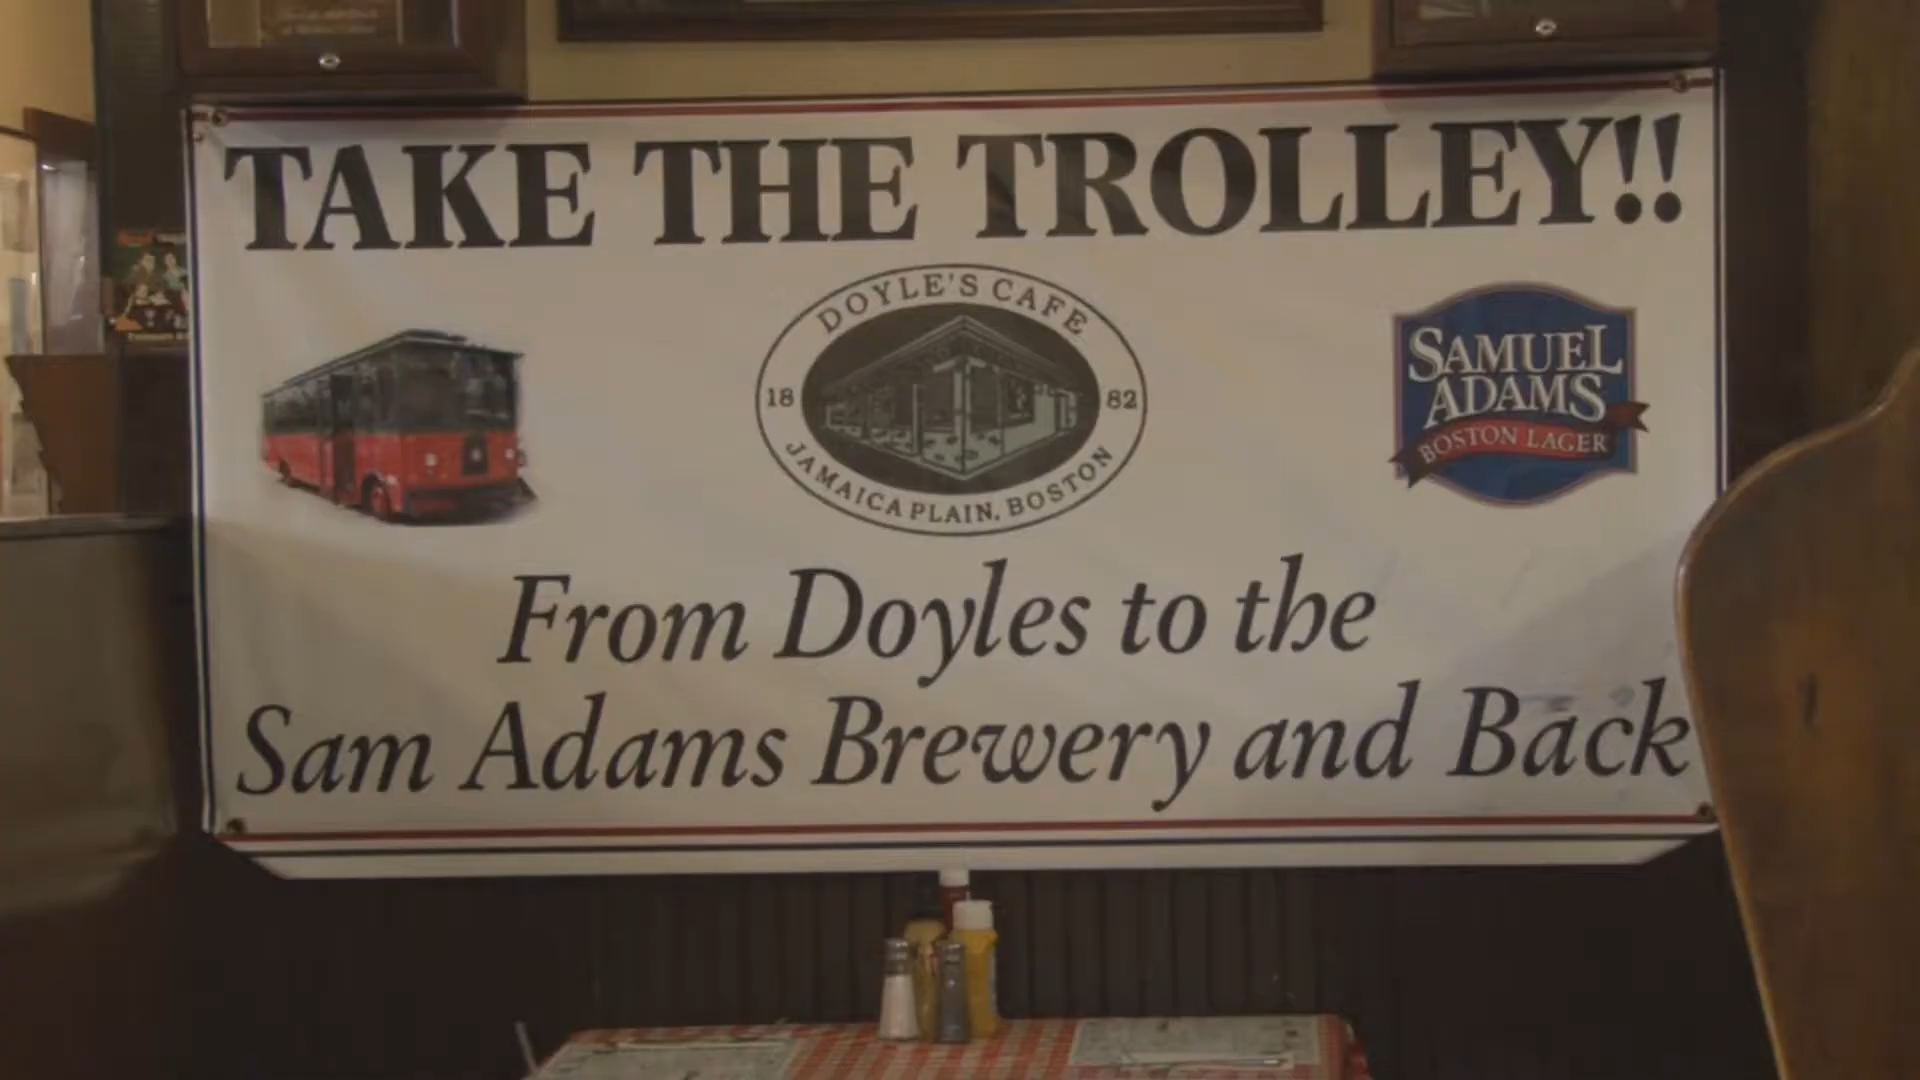 TAKE THE TROLLEY!!
DOYLE'S CAFE
18 82
JAMAICA PLAIN, BOSTON
SAMUEL
ADAMS
BOSTON LAGER
From Doyles to the
Sam Adams Brewery and Back